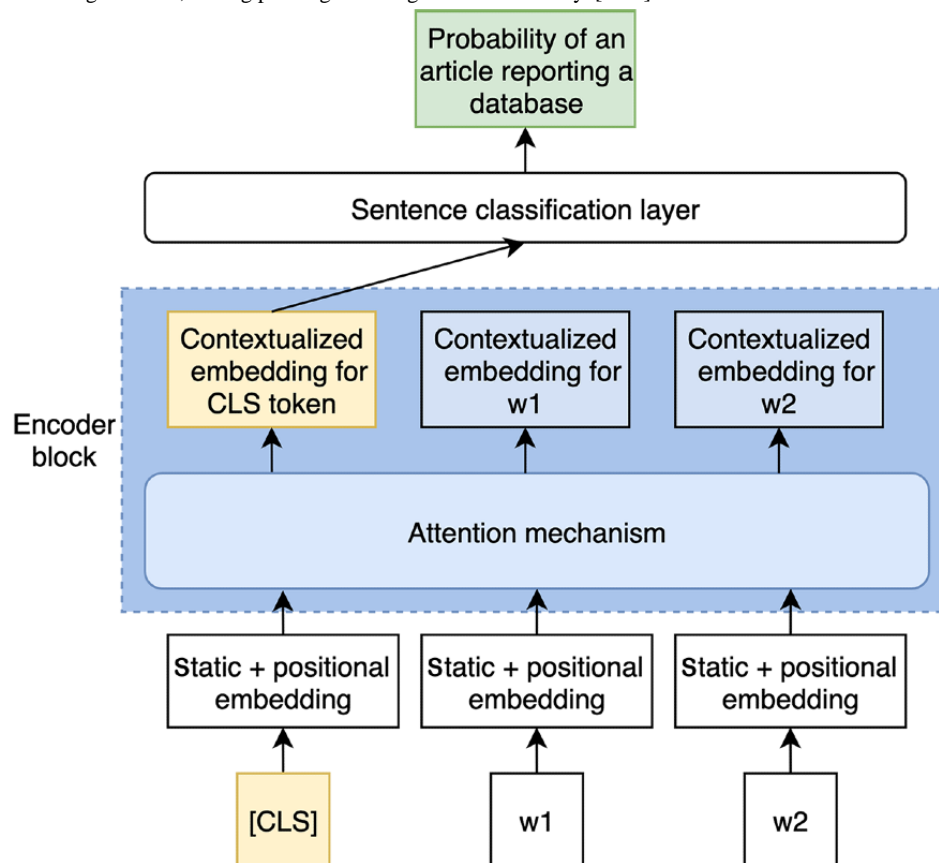 Probability of an
article reporting a
database
Sentence classification layer
Contextualized
embedding for
CLS token
Contextualized
embedding for
w1
Contextualized
embedding for
w2
Encoder
block
Attention mechanism
Static + positional
embedding
Static + positional
embedding
Static + positional
embedding
[CLS]
w1
w2